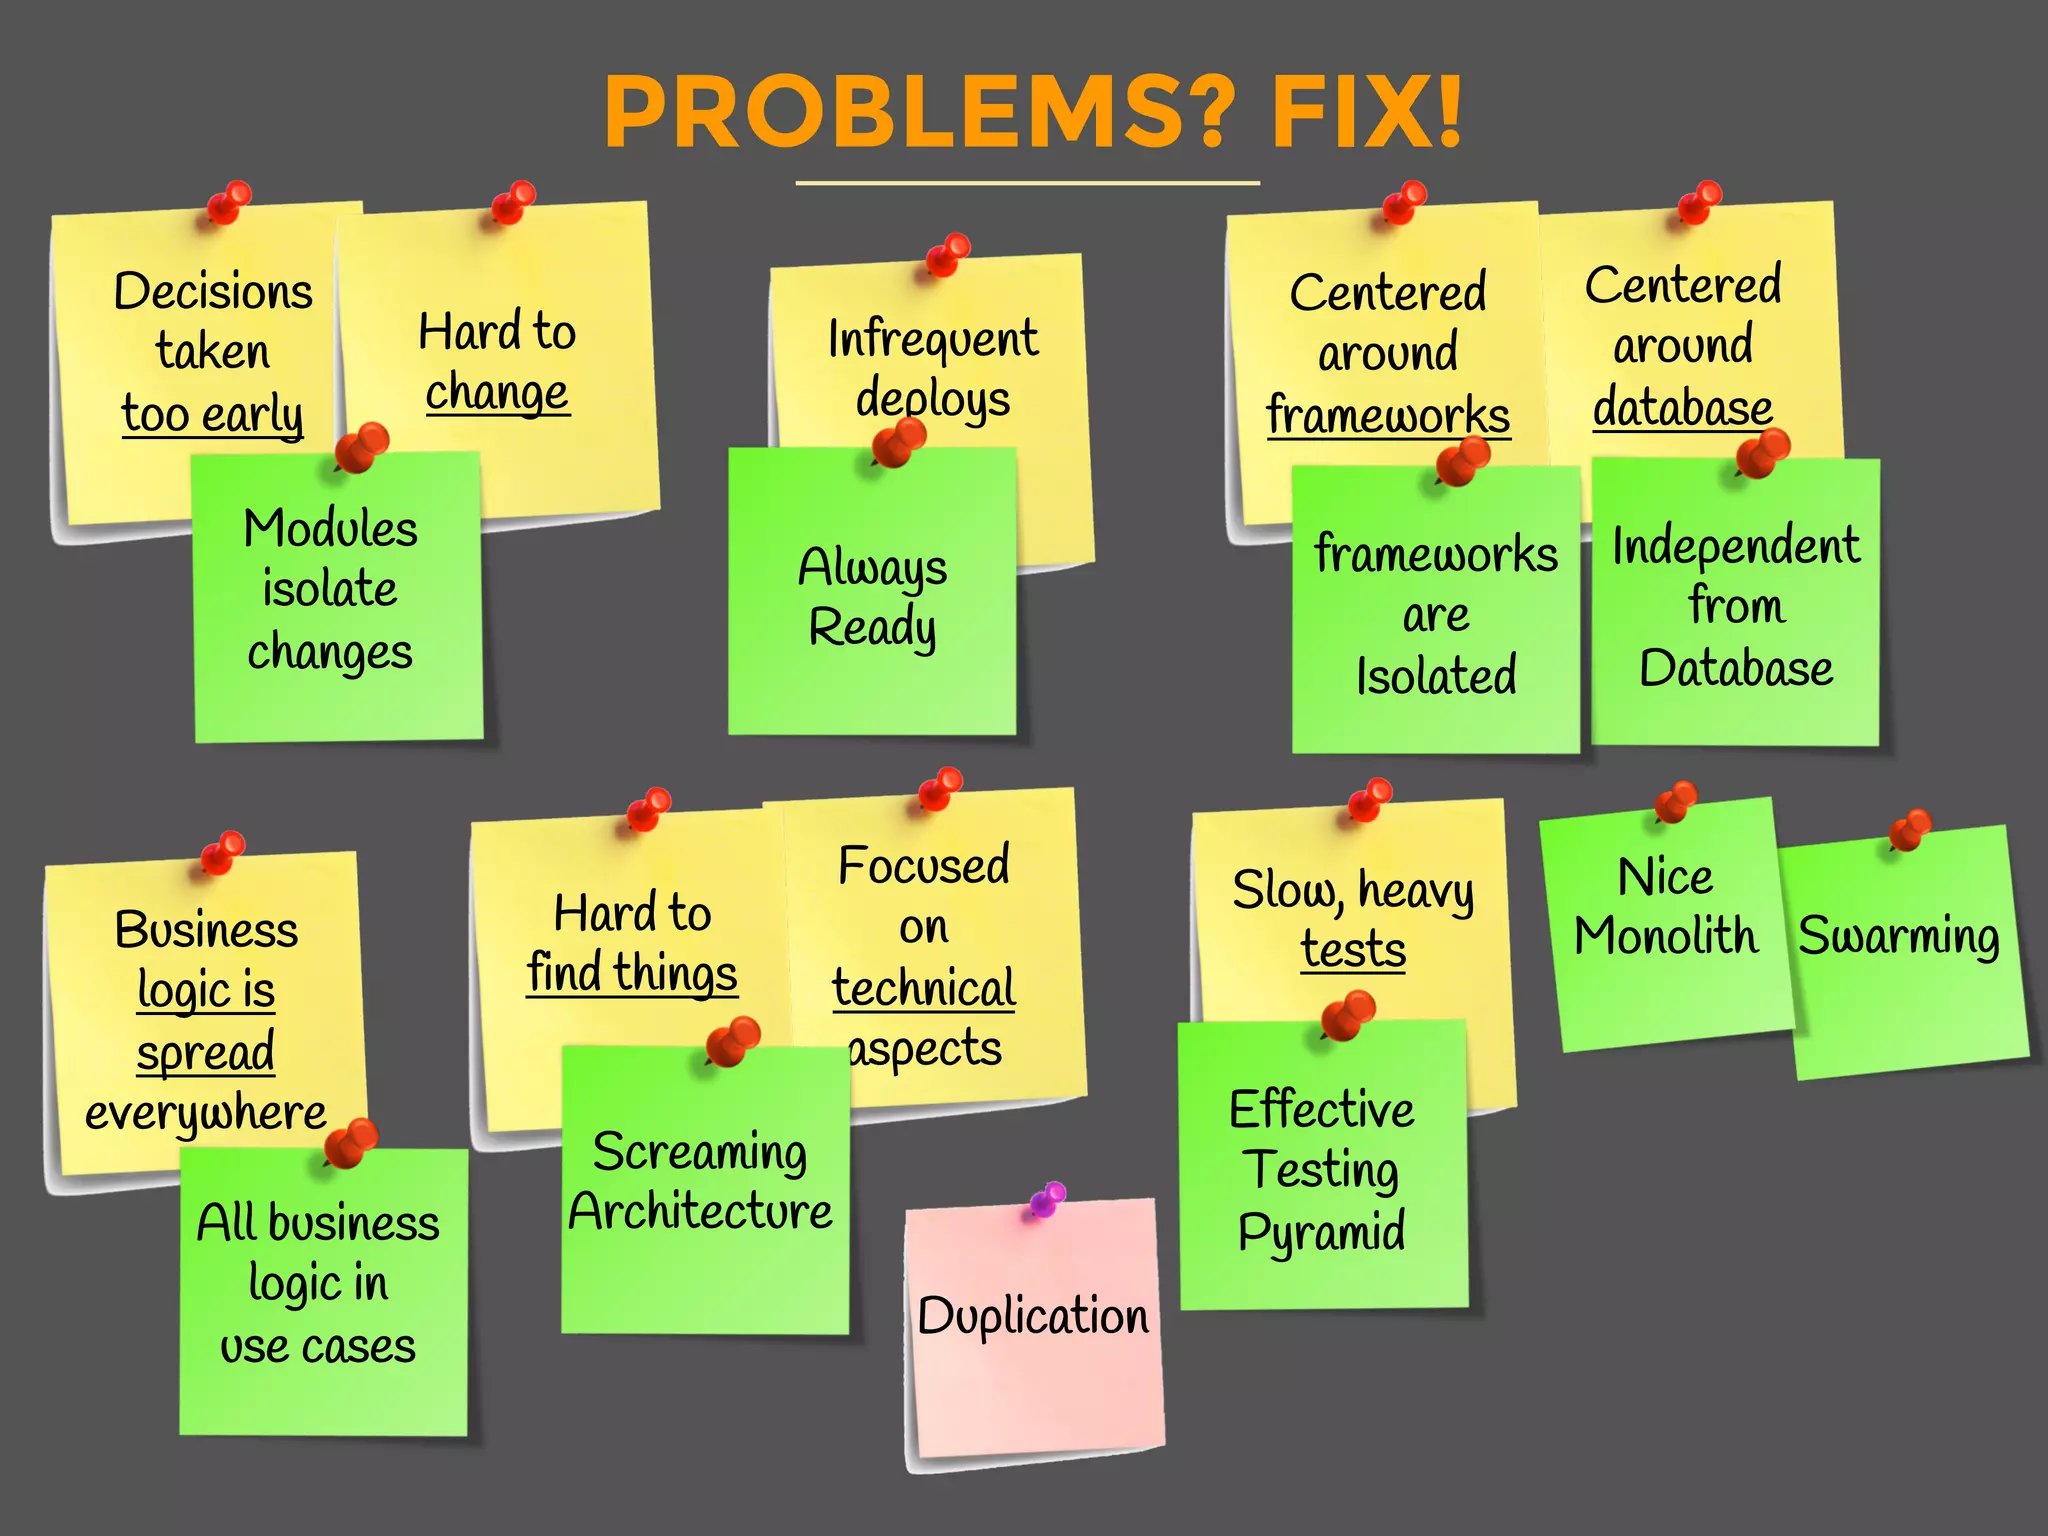 PROBLEMS? FIX!
Decisions
taken
too early
Hard to
change
Modules
isolate
changes
Infrequent
deploys
Always
Ready
Centered
around
frameworks
Centered
around
database
frameworks
are
Isolated
Independent
from
Database
Business
logic is
spread
everywhere
All business
logic in
use cases
Hard to
find things
Focused
on
technical
aspects
Screaming
Architecture
Duplication
Slow, heavy
tests
Effective
Testing
Pyramid
Nice
Monolith
Swarming